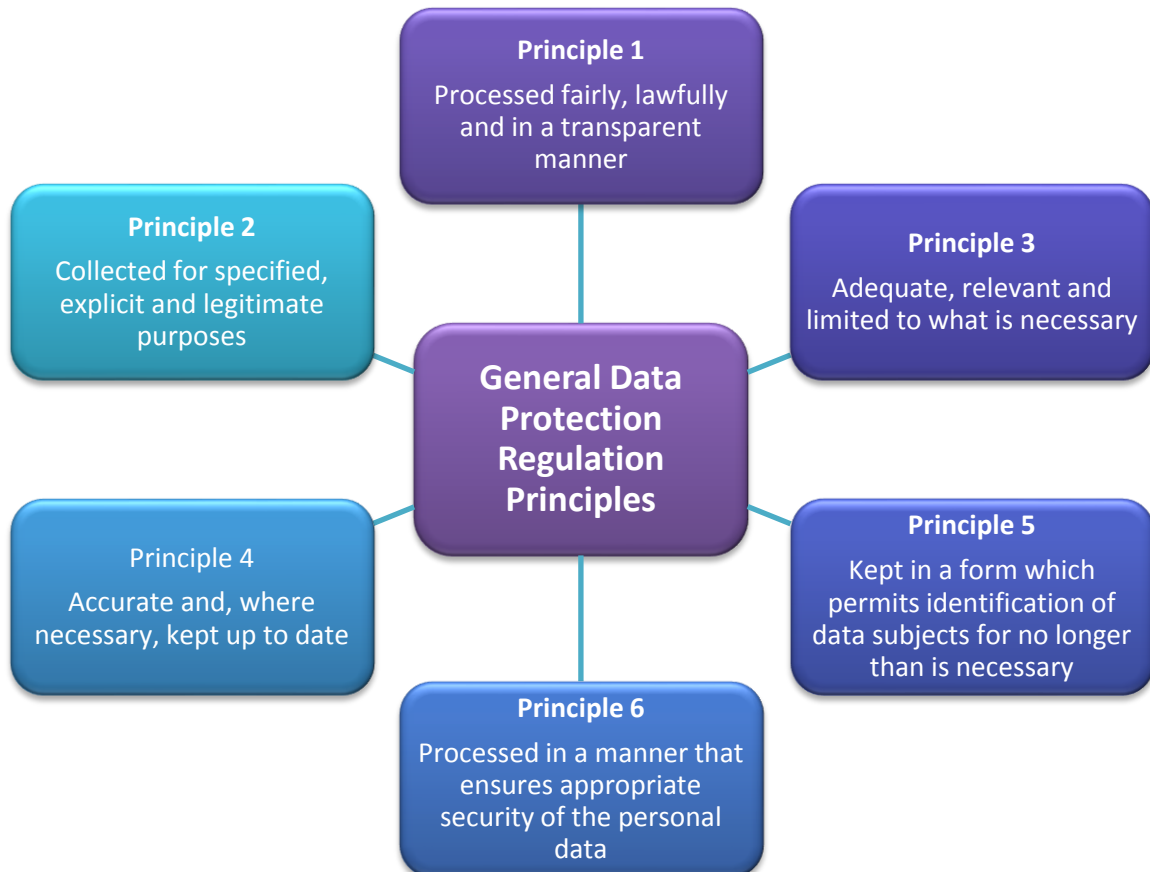 Principle 1
Processed fairly, lawfully
and in a transparent
manner
Principle 2
Collected for specified,
explicit and legitimate
purposes
Principle 3
Adequate, relevant and
limited to what is necessary
General Data
Protection
Regulation
Principles
Principle 4
Accurate and, where
necessary, kept up to date
Principle 5
Kept in a form which
permits identification of
data subjects for no longer
than is necessary
Principle 6
Processed in a manner that
ensures appropriate
security of the personal
data